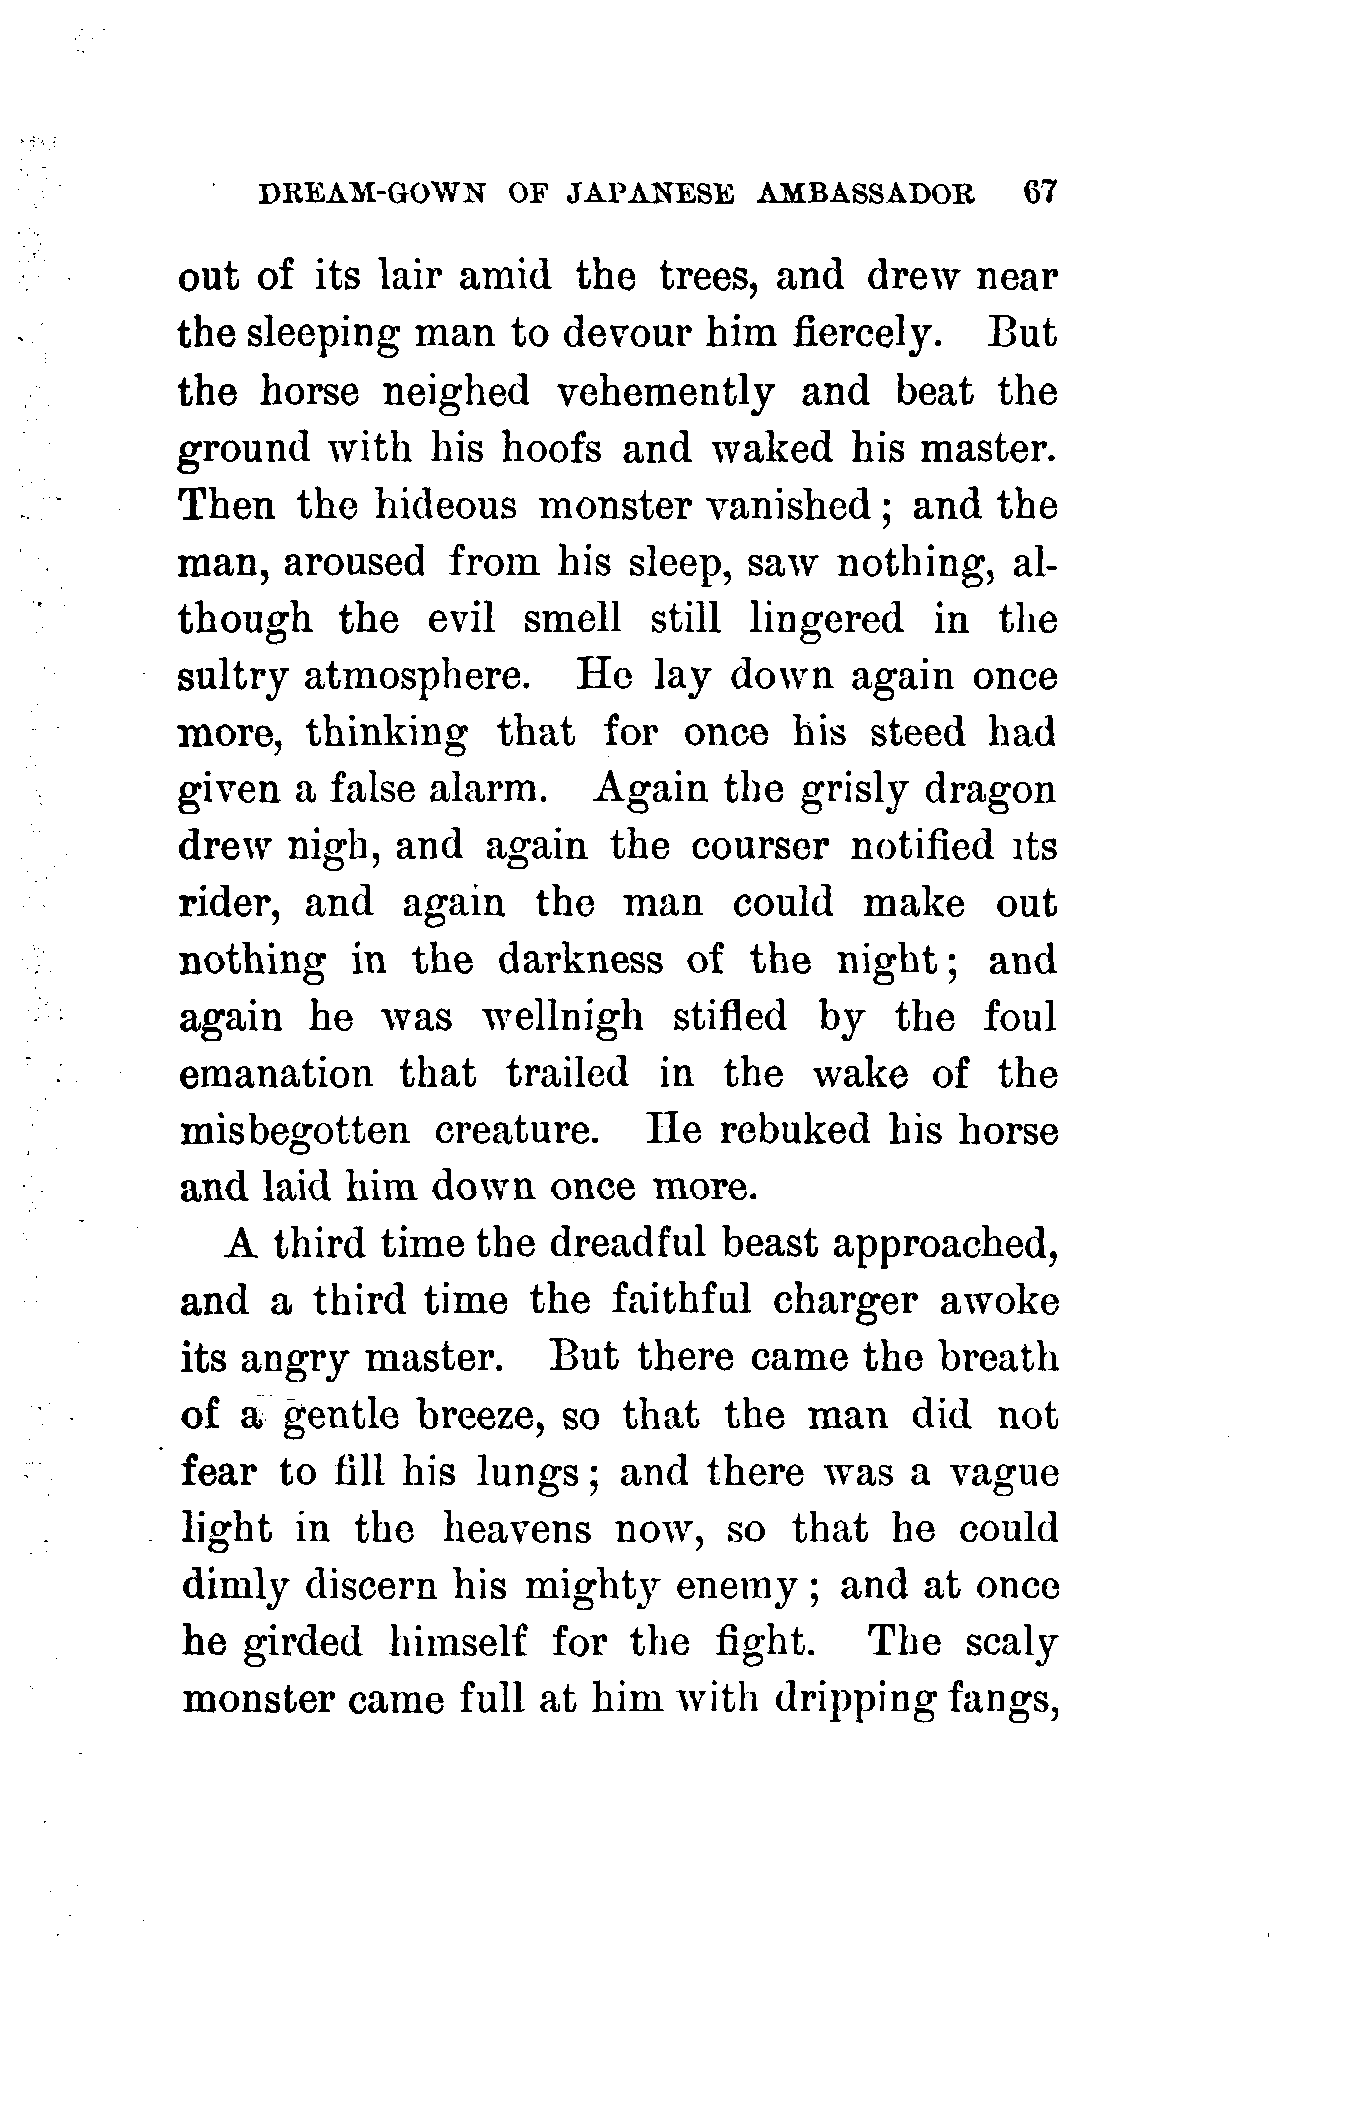 DREAM-GOWN OF JAPANESE AMBASSADOR 67
out of its lair amid the trees, and drew near
the sleeping man to devour him fiercely. But
the horse neighed vehemently and beat the
ground with his hoofs and waked his master.
Then the hideous monster vanished; and the
man, aroused from his sleep, saw nothing, al-
though the evil smell still lingered in the
sultry atmosphere. He lay down again once
more, thinking that for once his steed had
given a false alarm. Again the grisly dragon
drew nigh, and again the courser notified its
rider, and again the man could make out
nothing in the darkness of the night; and
again he was wellnigh stifled by the foul
emanation that trailed in the wake of the
misbegotten creature. He rebuked his horse
and laid him down once more.
A third time the dreadful beast approached,
and a third time the faithful charger awoke
its angry master. But there came the breath
of a gentle breeze, so that the man did not
fear to fill his lungs; and there was a vague
light in the heavens now, so that he could
dimly discern his mighty enemy; and at once
he girded himself for the fight. The scaly
monster came full at him with dripping fangs,